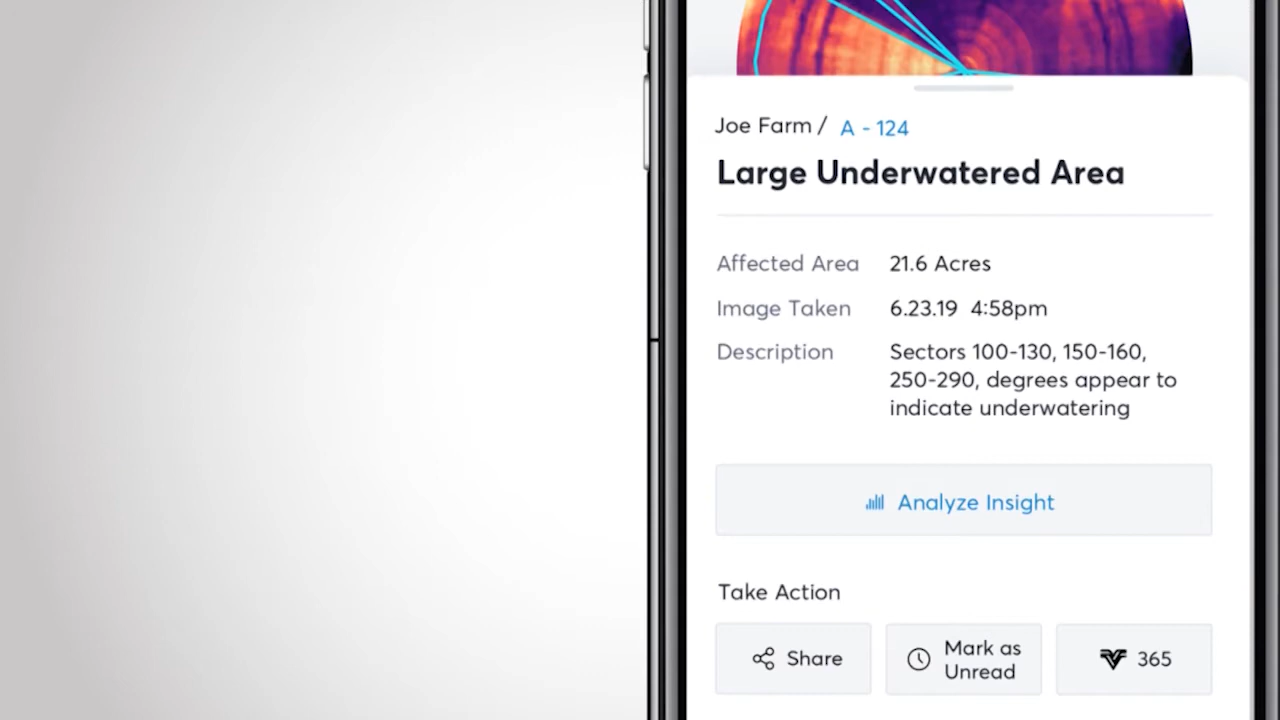 Joe Farm / A - 124
Large Underwatered Area
Affected Area 21.6 Acres
Image Taken 6.23.19 4:58pm
Description Sectors 100-130, 150-160,
250-290, degrees appear to
indicate underwatering
Analyze Insight
Take Action
Share
Mark as
Unread
365